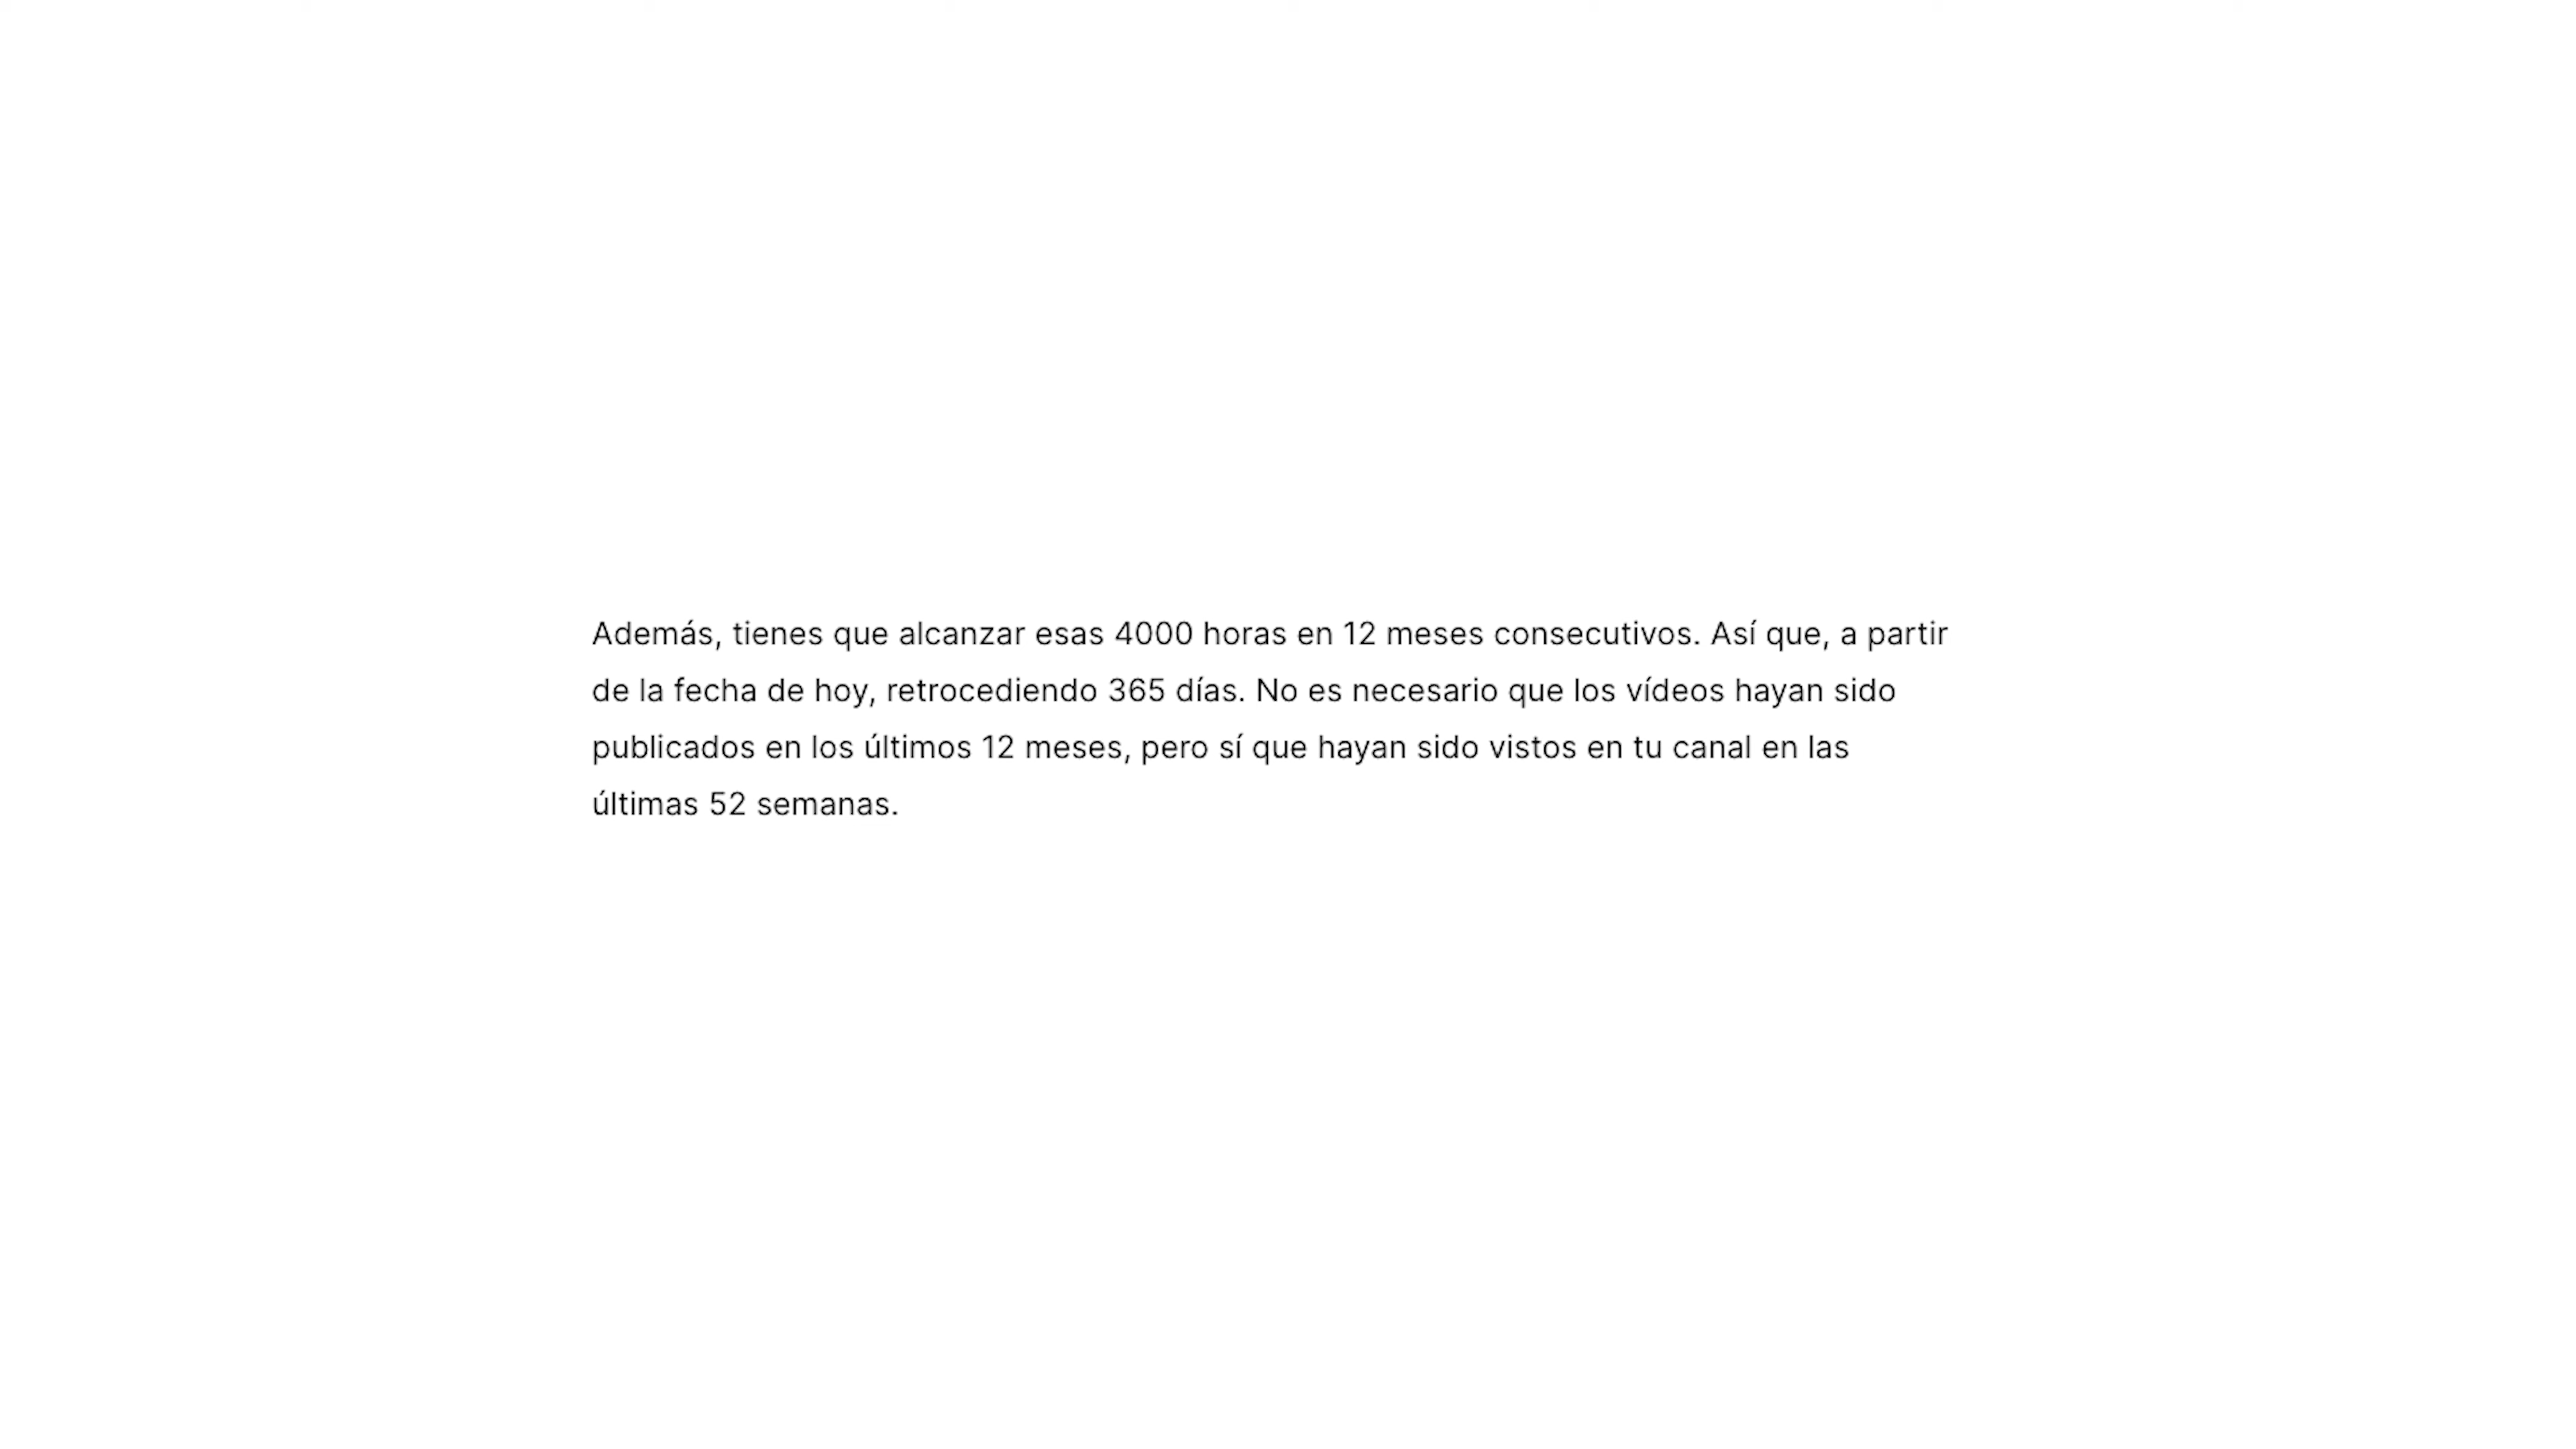 Además, tienes que alcanzar esas 4000 horas en 12 meses consecutivos. Así que, a partir
de la fecha de hoy, retrocediendo 365 días. No es necesario que los vídeos hayan sido
publicados en los últimos 12 meses, pero sí que hayan sido vistos en tu canal en las
últimas 52 semanas.